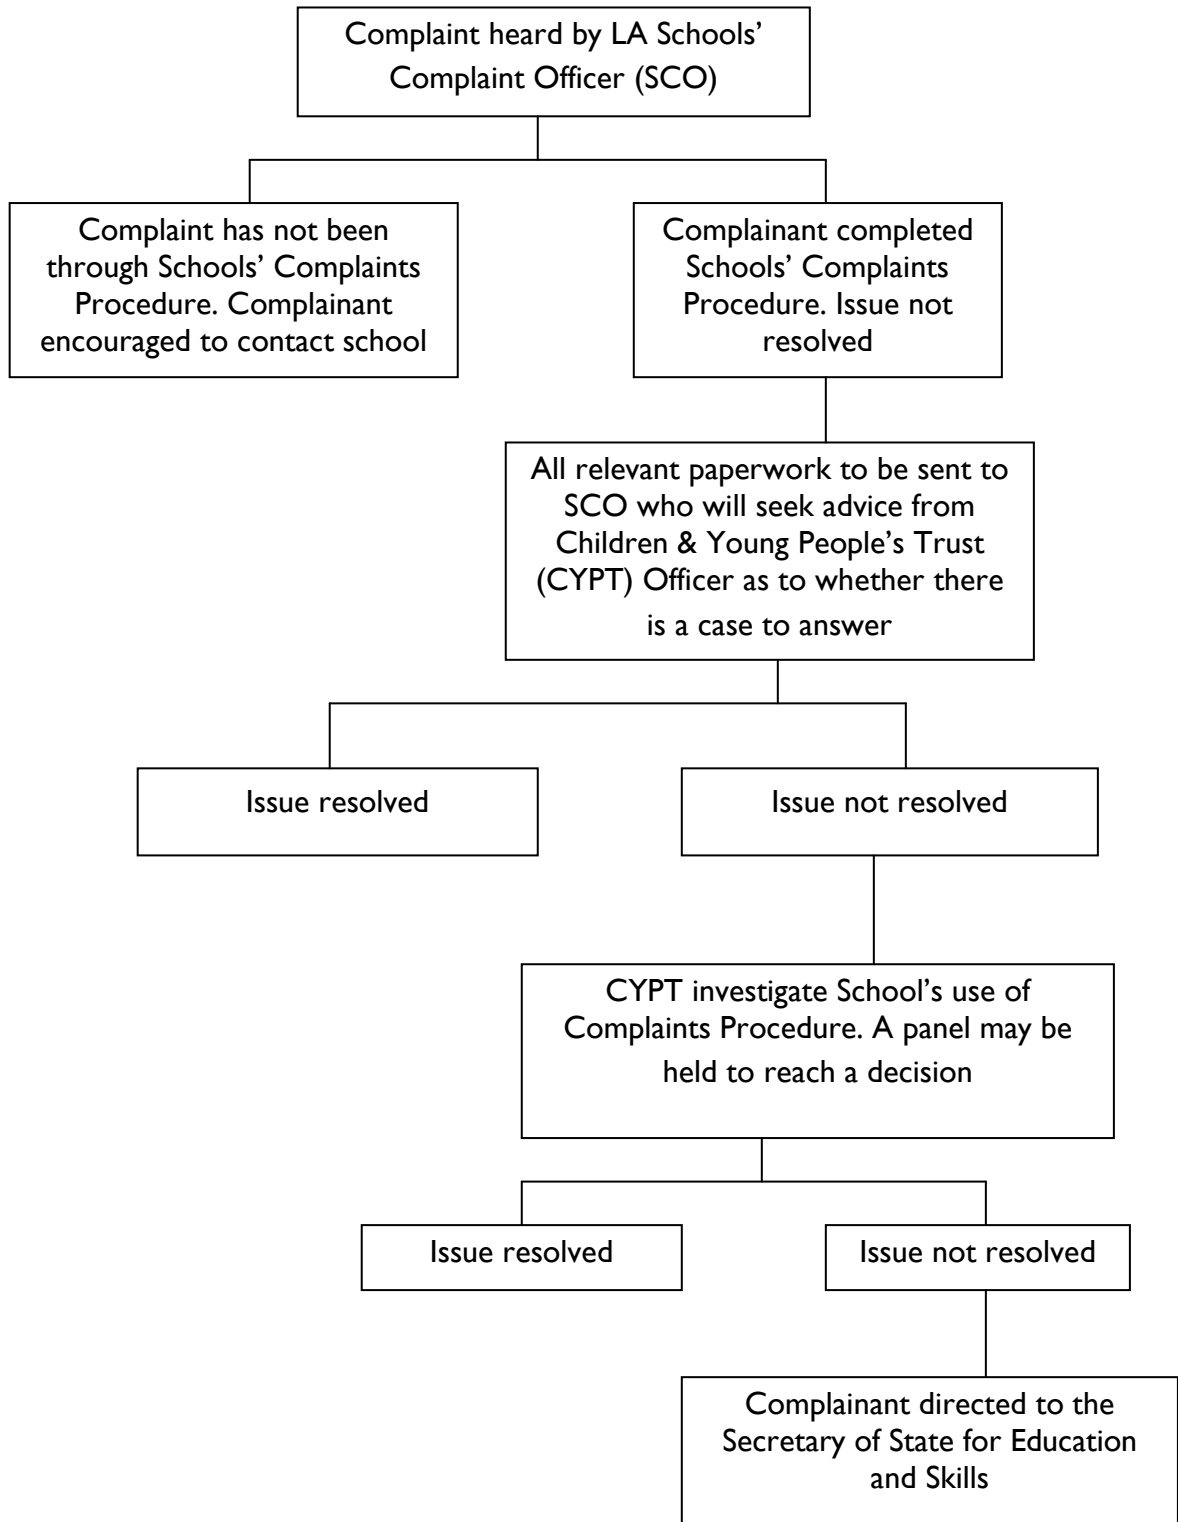 Complaint heard by LA Schools’
Complaint Officer (SCO)
Complaint has not been
through Schools’ Complaints
Procedure. Complainant
encouraged to contact school
Complainant completed
Schools’ Complaints
Procedure. Issue not
resolved
All relevant paperwork to be sent to
SCO who will seek advice from
Children & Young People’s Trust
(CYPT) Officer as to whether there
is a case to answer
Issue resolved
Issue not resolved
CYPT investigate School’s use of
Complaints Procedure. A panel may be
held to reach a decision
Issue resolved
Issue not resolved
Complainant directed to the
Secretary of State for Education
and Skills